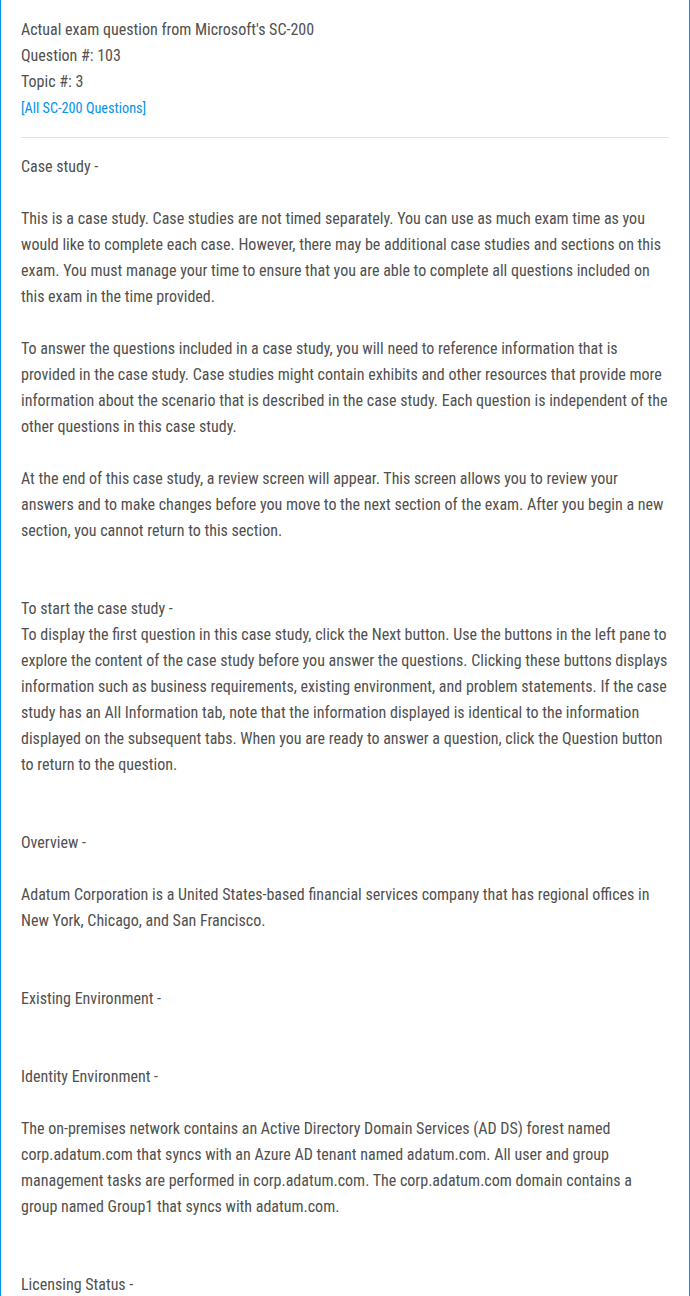 Actual exam question from Microsoft's SC-200
Question #: 103
Topic #: 3
[All SC-200 Questions]
Case study -
This is a case study. Case studies are not timed separately. You can use as much exam time as you
would like to complete each case. However, there may be additional case studies and sections on this
exam. You must manage your time to ensure that you are able to complete all questions included on
this exam in the time provided.
To answer the questions included in a case study, you will need to reference information that is
provided in the case study. Case studies might contain exhibits and other resources that provide more
information about the scenario that is described in the case study. Each question is independent of the
other questions in this case study.
At the end of this case study, a review screen will appear. This screen allows you to review your
answers and to make changes before you move to the next section of the exam. After you begin a new
section, you cannot return to this section.
To start the case study -
To display the first question in this case study, click the Next button. Use the buttons in the left pane to
explore the content of the case study before you answer the questions. Clicking these buttons displays
information such as business requirements, existing environment, and problem statements. If the case
study has an All Information tab, note that the information displayed is identical to the information
displayed on the subsequent tabs. When you are ready to answer a question, click the Question button
to return to the question.
Overview -
Adatum Corporation is a United States-based financial services company that has regional offices in
New York, Chicago, and San Francisco.
Existing Environment -
Identity Environment -
The on-premises network contains an Active Directory Domain Services (AD DS) forest named
corp.adatum.com that syncs with an Azure AD tenant named adatum.com. All user and group
management tasks are performed in corp.adatum.com. The corp.adatum.com domain contains a
group named Group1 that syncs with adatum.com.
Licensing Status -